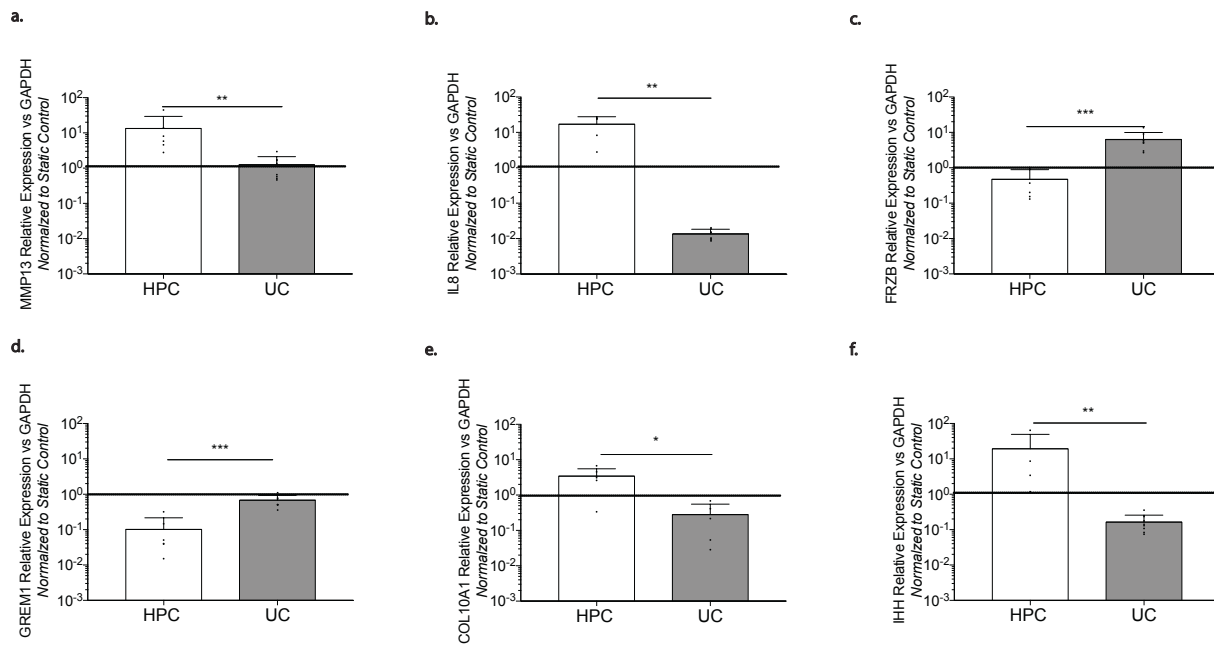 a.
MMP13 Relative Expression vs GAPDH
Normalized to Static Control
10²
10¹
10⁰
10⁻¹
10⁻²
10⁻³
**
HPC UC
b.
IL8 Relative Expression vs GAPDH
Normalized to Static Control
10²
10¹
10⁰
10⁻¹
10⁻²
10⁻³
**
HPC UC
c.
FRZB Relative Expression vs GAPDH
Normalized to Static Control
10²
10¹
10⁰
10⁻¹
10⁻²
10⁻³
***
HPC UC
d.
GREM1 Relative Expression vs GAPDH
Normalized to Static Control
10²
10¹
10⁰
10⁻¹
10⁻²
10⁻³
***
HPC UC
e.
COL10A1 Relative Expression vs GAPDH
Normalized to Static Control
10²
10¹
10⁰
10⁻¹
10⁻²
10⁻³
*
HPC UC
f.
IHH Relative Expression vs GAPDH
Normalized to Static Control
10²
10¹
10⁰
10⁻¹
10⁻²
10⁻³
**
HPC UC